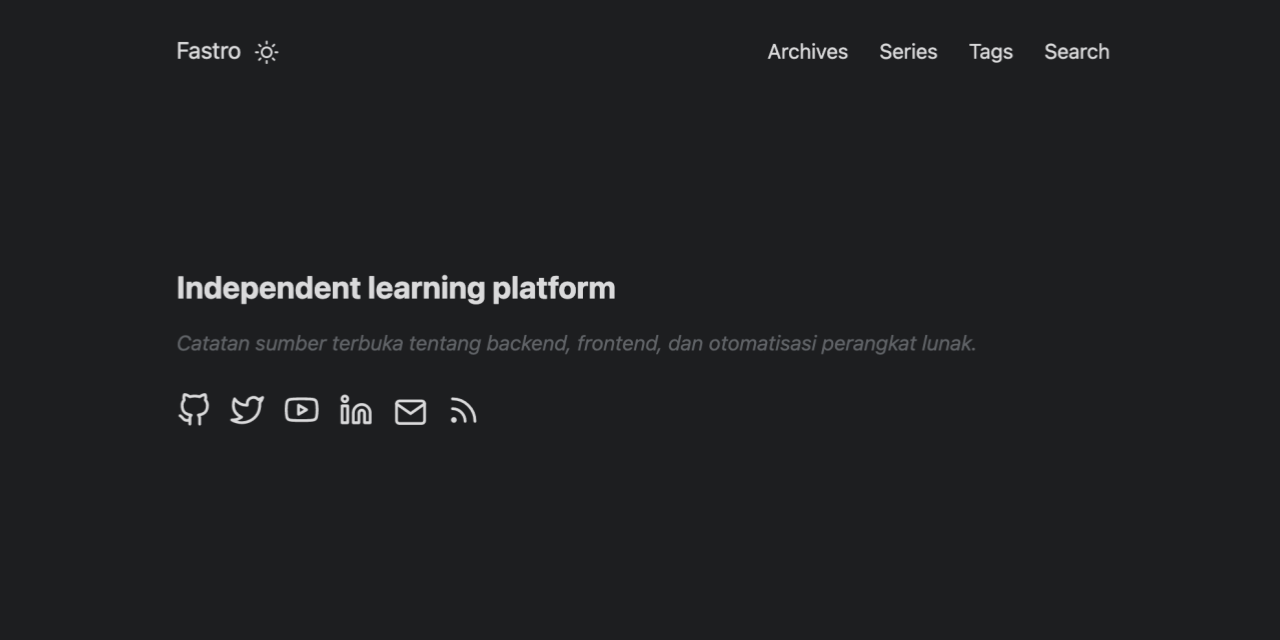 Fastro
Archives Series Tags Search
Independent learning platform
Catatan sumber terbuka tentang backend, frontend, dan otomatisasi perangkat lunak.